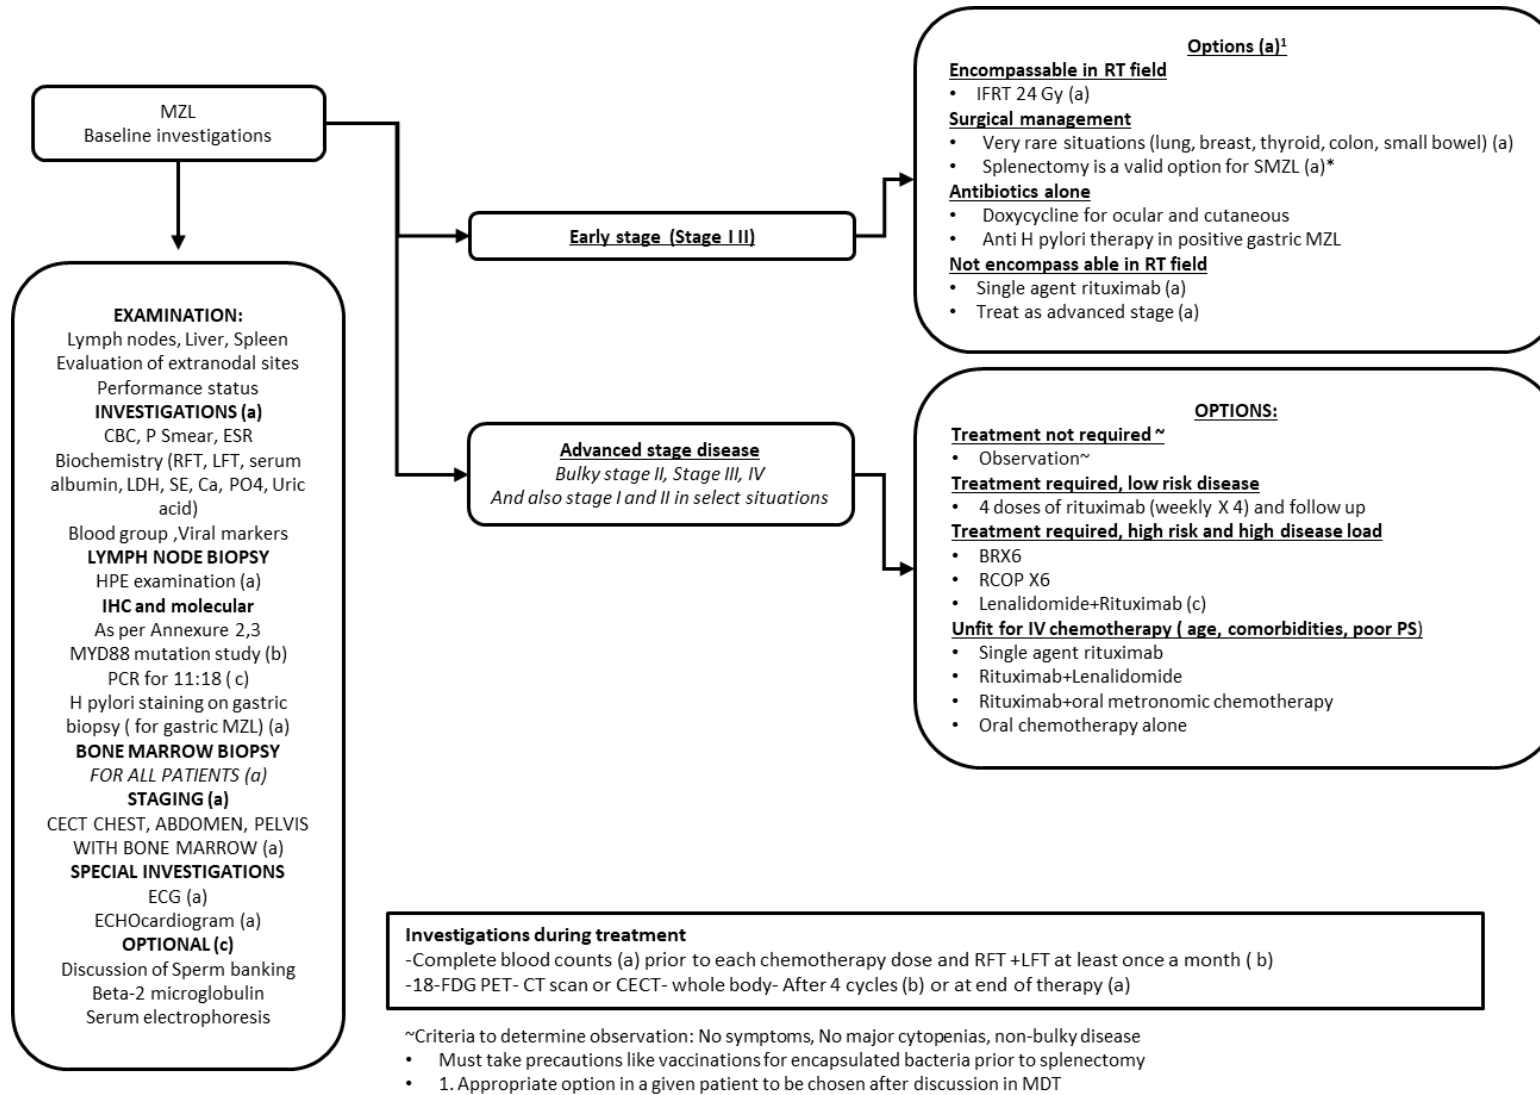 MZL
Baseline investigations
EXAMINATION:
Lymph nodes, Liver, Spleen
Evaluation of extranodal sites
Performance status
INVESTIGATIONS (a)
CBC, P Smear, ESR
Biochemistry (RFT, LFT, serum
albumin, LDH, SE, Ca, PO4, Uric
acid)
Blood group ,Viral markers
LYMPH NODE BIOPSY
HPE examination (a)
IHC and molecular
As per Annexure 2,3
MYD88 mutation study (b)
PCR for 11:18 ( c)
H pylori staining on gastric
biopsy ( for gastric MZL) (a)
BONE MARROW BIOPSY
FOR ALL PATIENTS (a)
STAGING (a)
CECT CHEST, ABDOMEN, PELVIS
WITH BONE MARROW (a)
SPECIAL INVESTIGATIONS
ECG (a)
ECHOcardiogram (a)
OPTIONAL (c)
Discussion of Sperm banking
Beta-2 microglobulin
Serum electrophoresis
Early stage (Stage I II)
Options (a)¹
Encompassable in RT field
• IFRT 24 Gy (a)
Surgical management
• Very rare situations (lung, breast, thyroid, colon, small bowel) (a)
• Splenectomy is a valid option for SMZL (a)*
Antibiotics alone
• Doxycycline for ocular and cutaneous
• Anti H pylori therapy in positive gastric MZL
Not encompass able in RT field
• Single agent rituximab (a)
• Treat as advanced stage (a)
Advanced stage disease
Bulky stage II, Stage III, IV
And also stage I and II in select situations
OPTIONS:
Treatment not required ~
• Observation~
Treatment required, low risk disease
• 4 doses of rituximab (weekly X 4) and follow up
Treatment required, high risk and high disease load
• BRX6
• RCOP X6
• Lenalidomide+Rituximab (c)
Unfit for IV chemotherapy ( age, comorbidities, poor PS)
• Single agent rituximab
• Rituximab+Lenalidomide
• Rituximab+oral metronomic chemotherapy
• Oral chemotherapy alone
Investigations during treatment
-Complete blood counts (a) prior to each chemotherapy dose and RFT +LFT at least once a month ( b)
-18-FDG PET- CT scan or CECT- whole body- After 4 cycles (b) or at end of therapy (a)
~Criteria to determine observation: No symptoms, No major cytopenias, non-bulky disease
• Must take precautions like vaccinations for encapsulated bacteria prior to splenectomy
• 1. Appropriate option in a given patient to be chosen after discussion in MDT